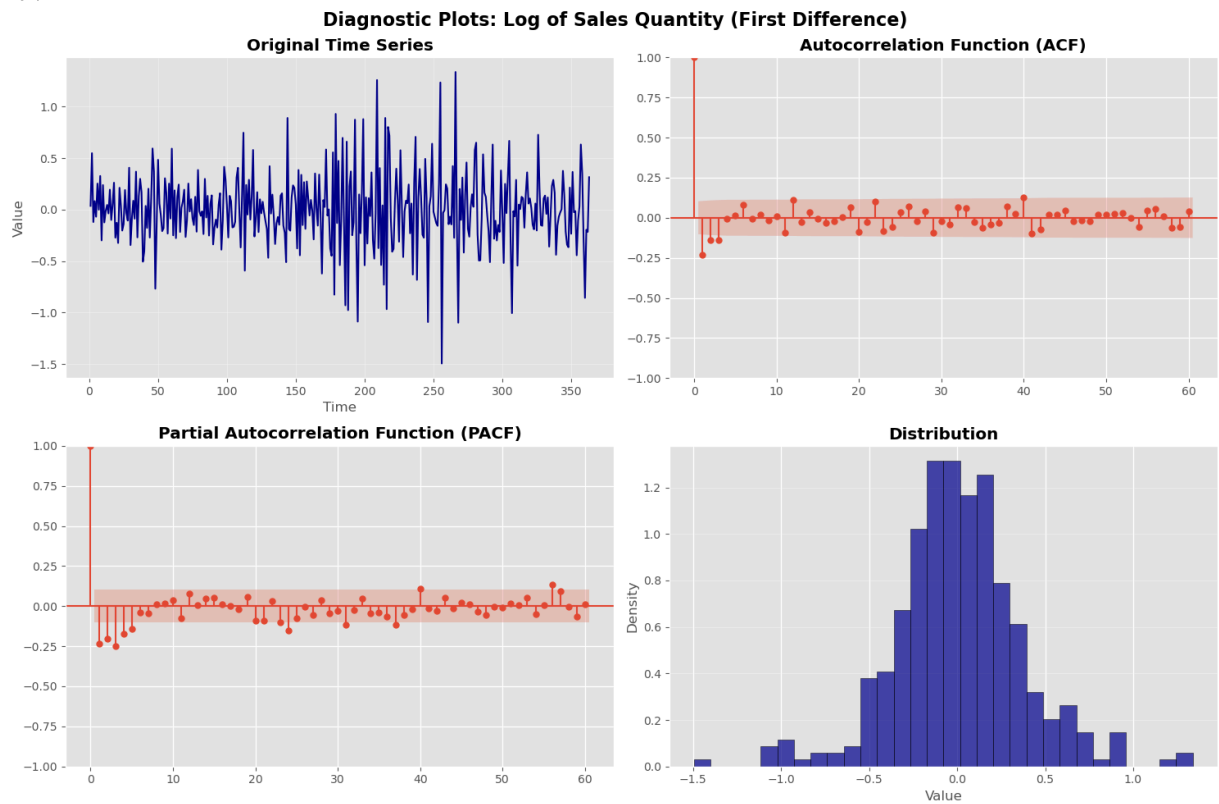 Diagnostic Plots: Log of Sales Quantity (First Difference)
Original Time Series
Value
1.0
0.5
0.0
−0.5
−1.0
−1.5
0 50 100 150 200 250 300 350
Time
Autocorrelation Function (ACF)
1.00
0.75
0.50
0.25
0.00
−0.25
−0.50
−0.75
−1.00
0 10 20 30 40 50 60
Partial Autocorrelation Function (PACF)
1.00
0.75
0.50
0.25
0.00
−0.25
−0.50
−0.75
−1.00
0 10 20 30 40 50 60
Distribution
Density
1.2
1.0
0.8
0.6
0.4
0.2
0.0
−1.5 −1.0 −0.5 0.0 0.5 1.0
Value